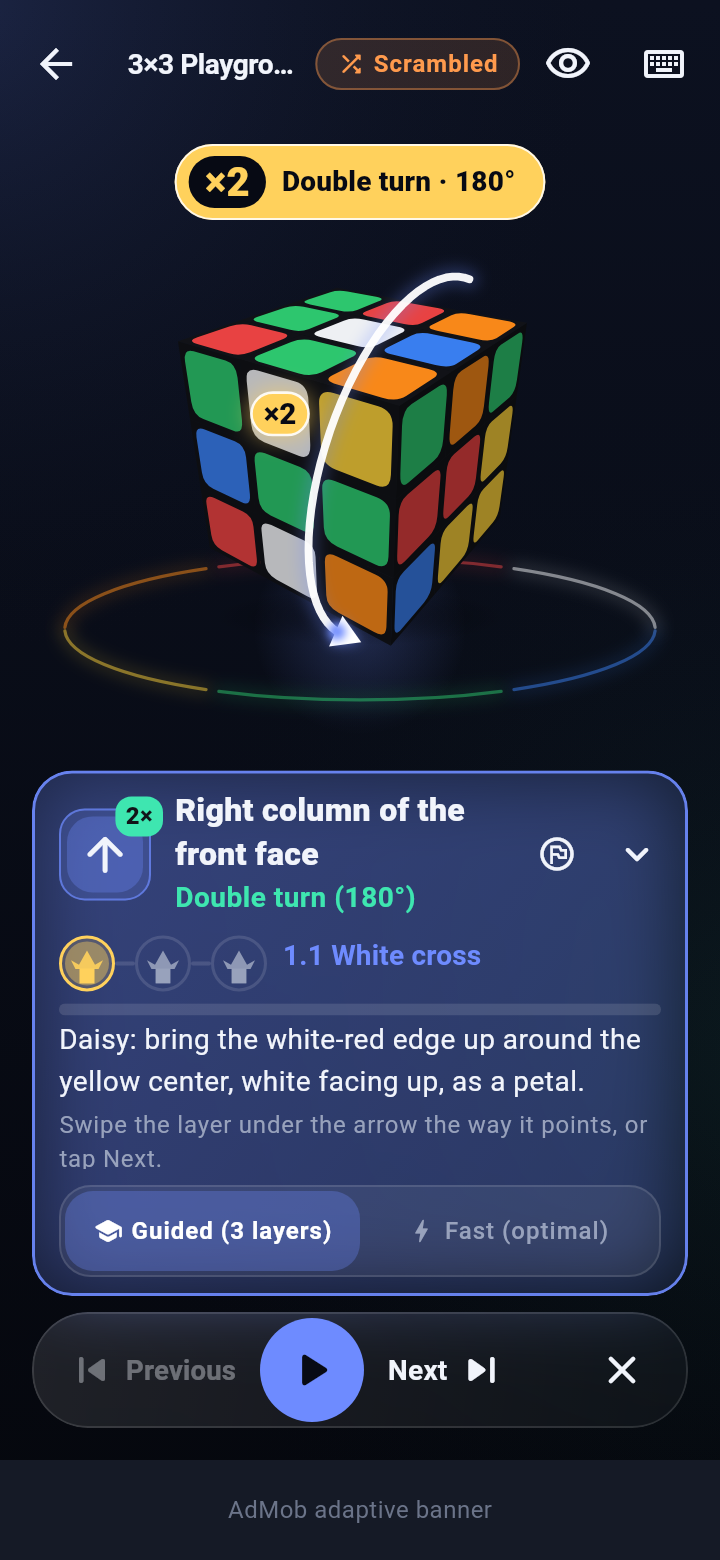 3×3 Playgro...
Scrambled
×2 Double turn · 180°
×2
2×
Right column of the
front face
Double turn (180°)
1.1 White cross
Daisy: bring the white-red edge up around the
yellow center, white facing up, as a petal.
Swipe the layer under the arrow the way it points, or
tap Next.
Guided (3 layers)
Fast (optimal)
Previous
Next
AdMob adaptive banner